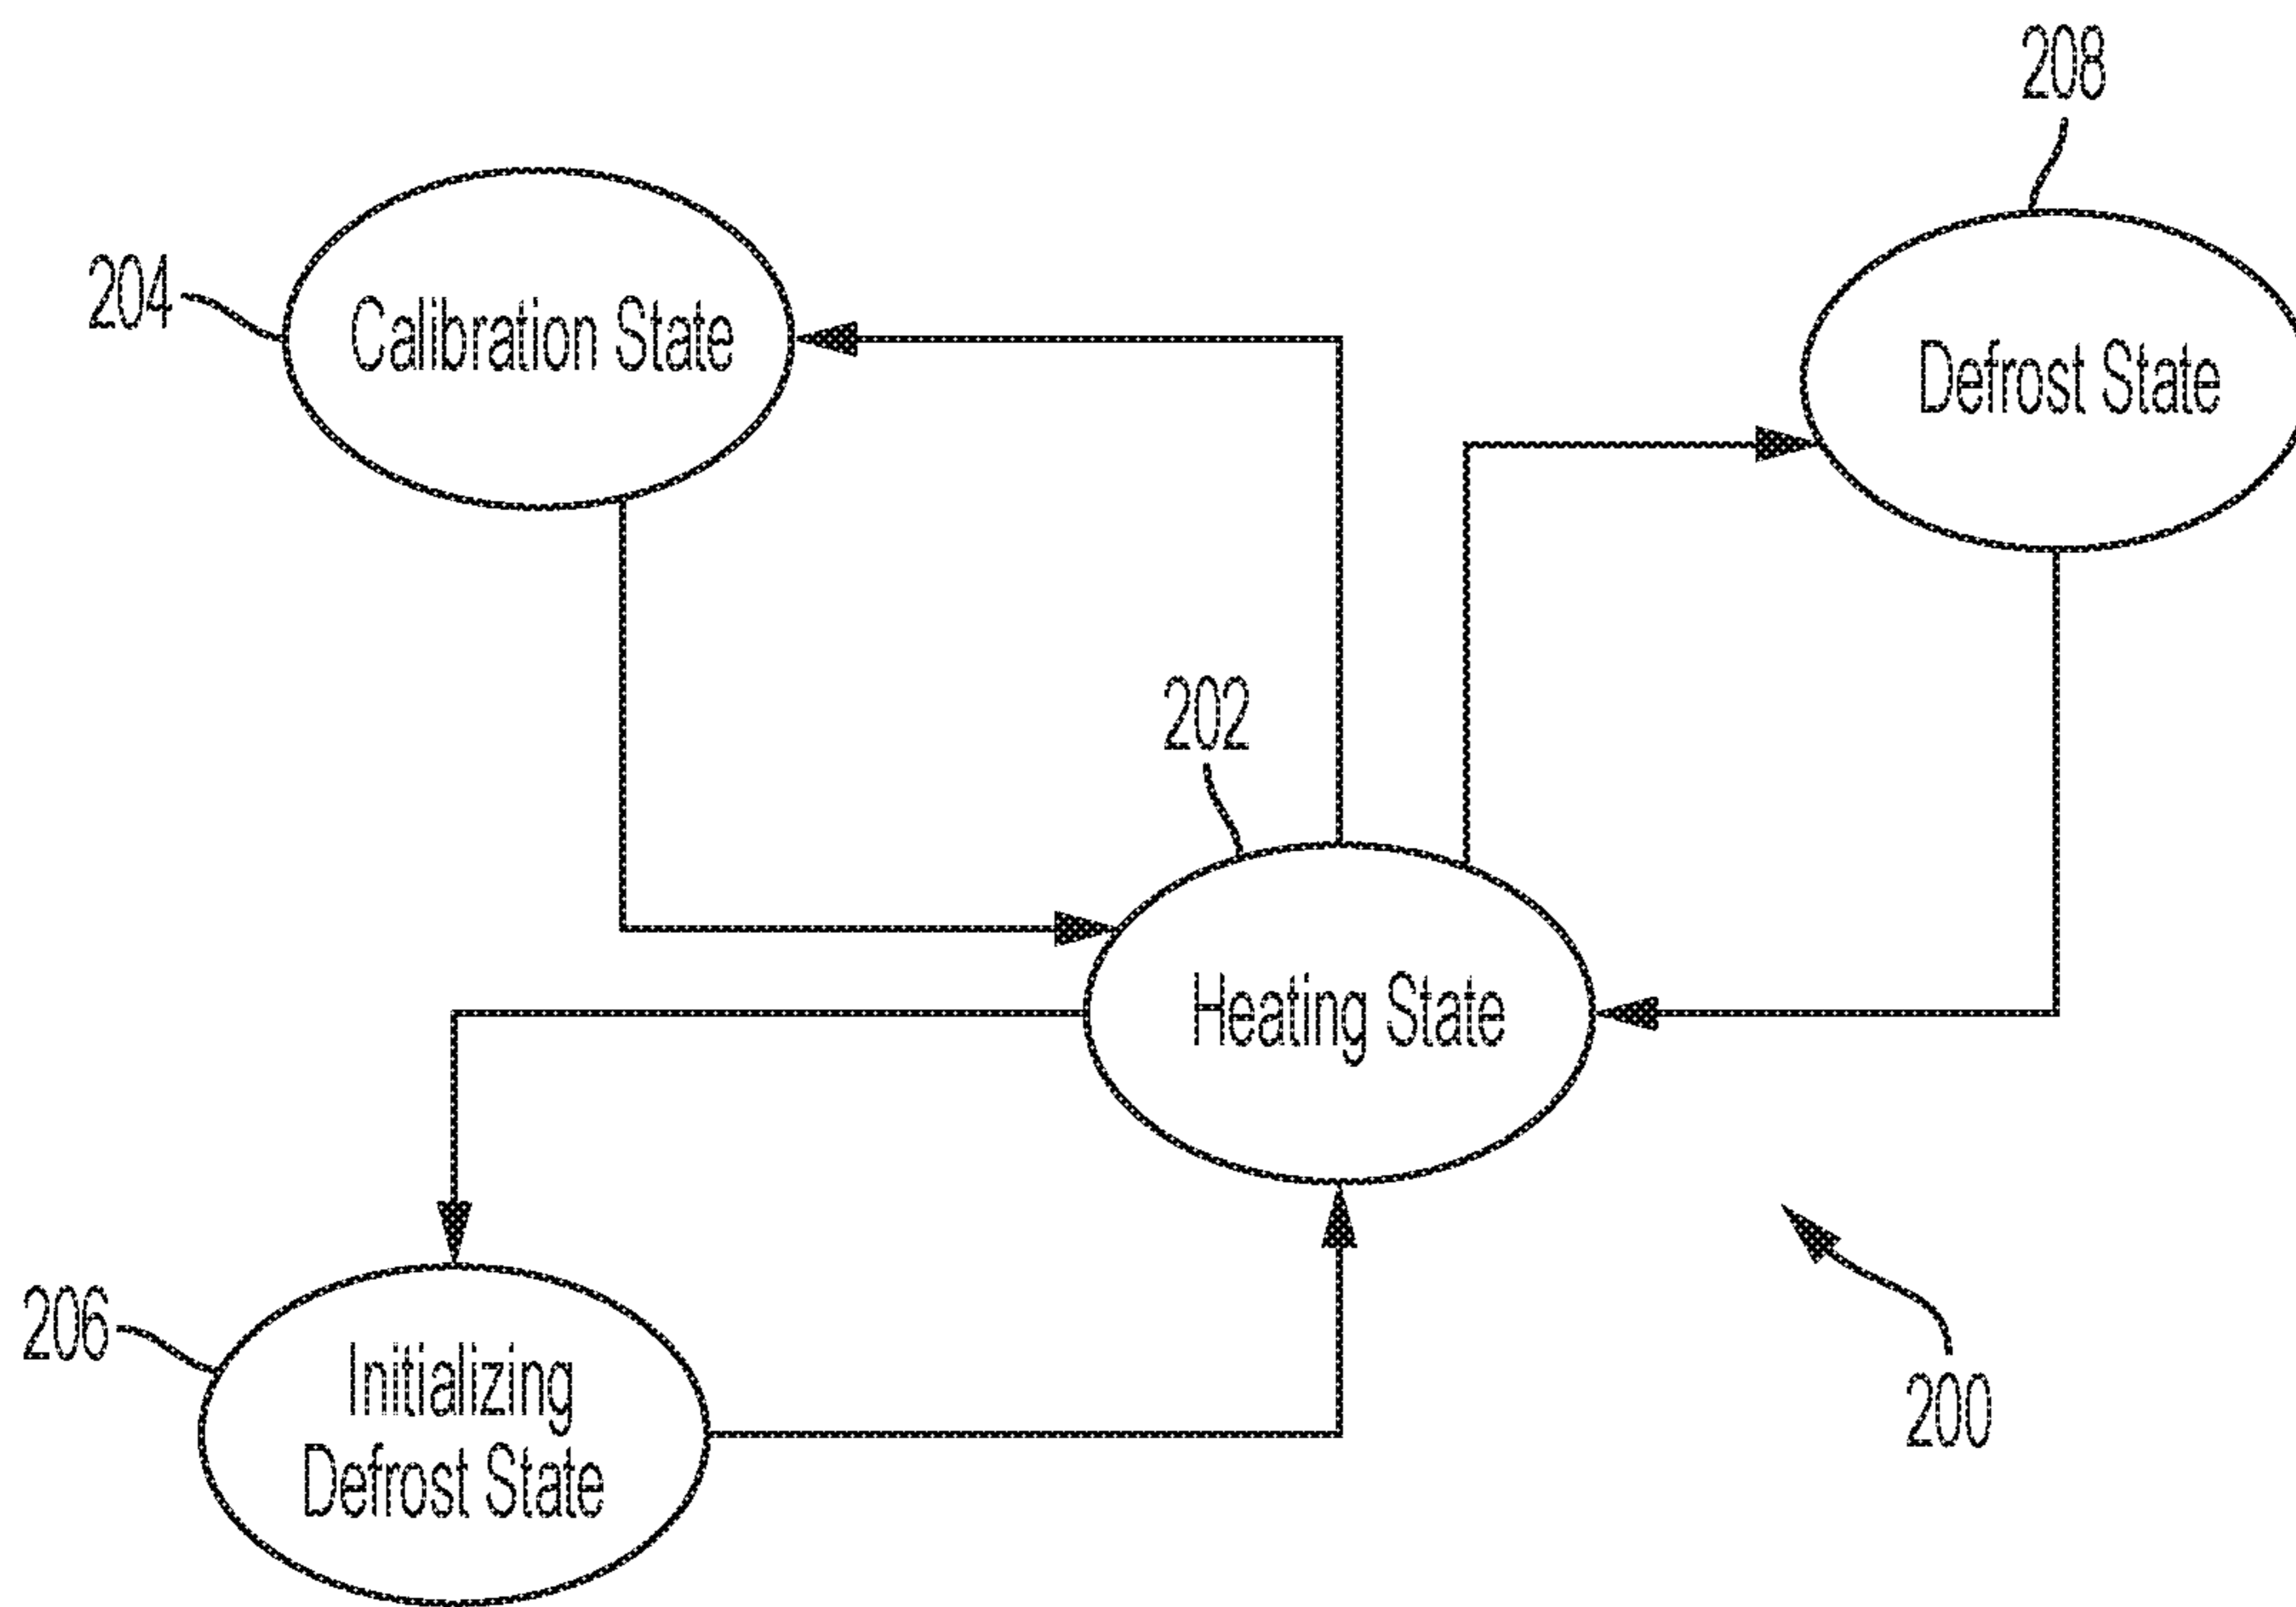 208
204
Calibration State
Defrost State
202
Heating State
206
Initializing
Defrost State
200